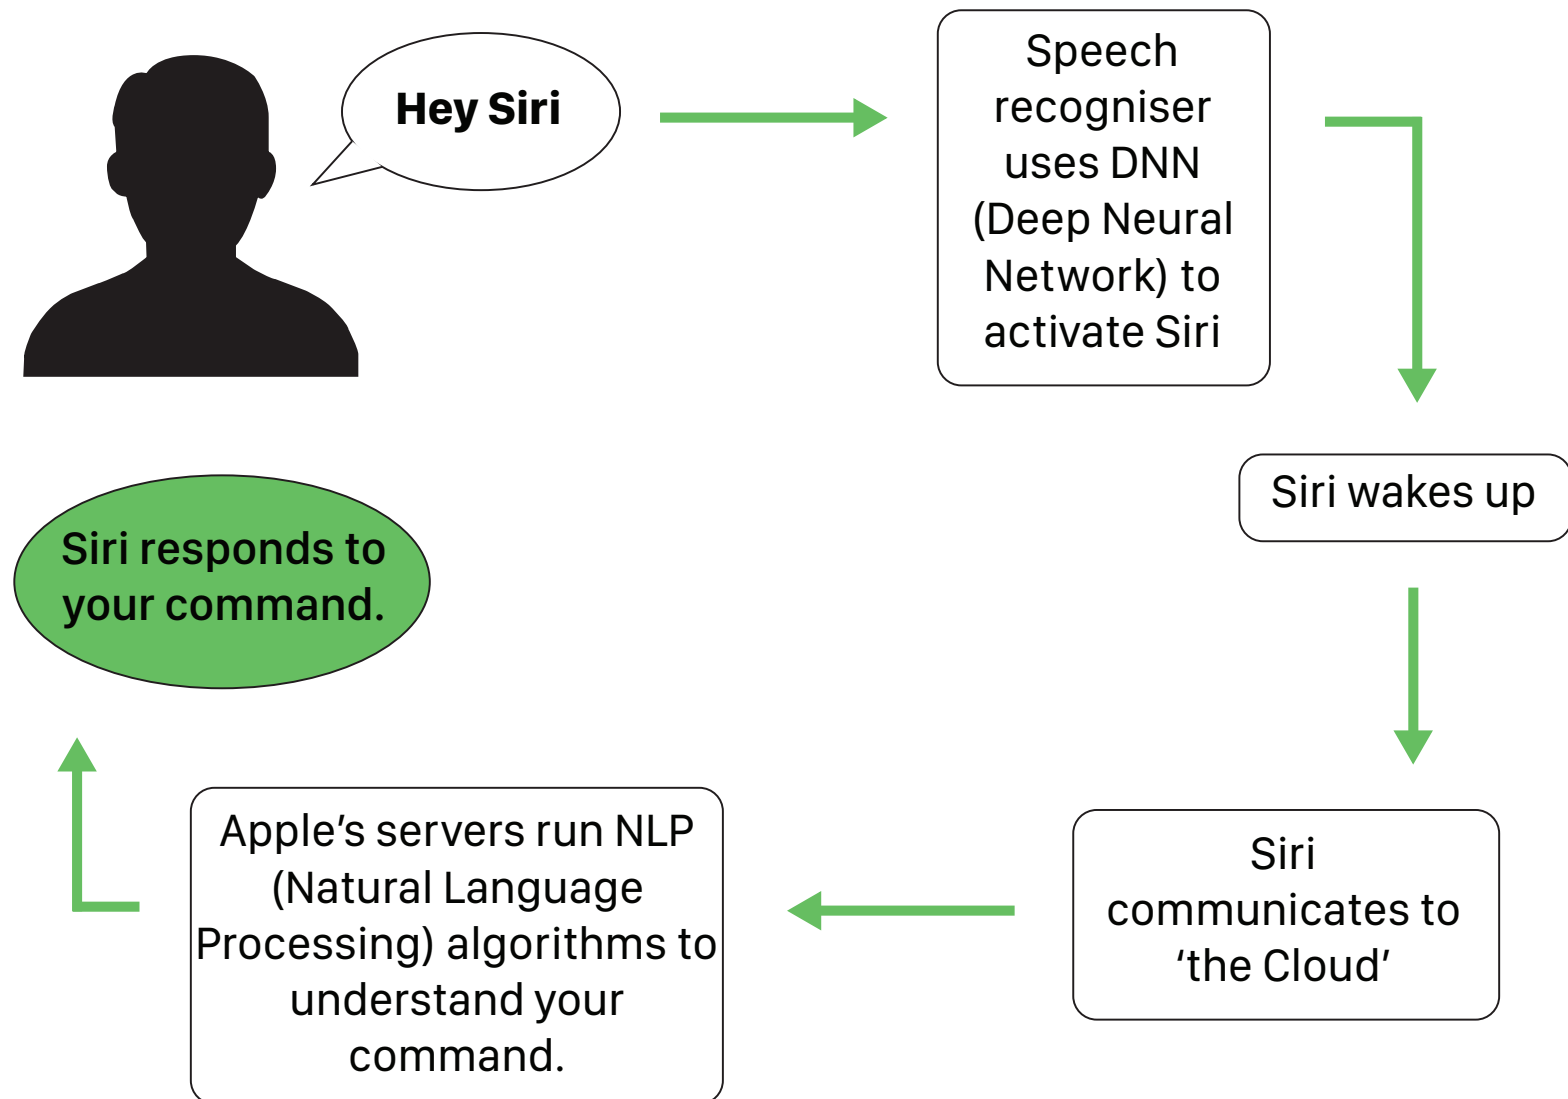 Hey Siri
Speech
recogniser
uses DNN
(Deep Neural
Network) to
activate Siri
Siri wakes up
Siri
communicates to
‘the Cloud’
Apple’s servers run NLP
(Natural Language
Processing) algorithms to
understand your
command.
Siri responds to
your command.